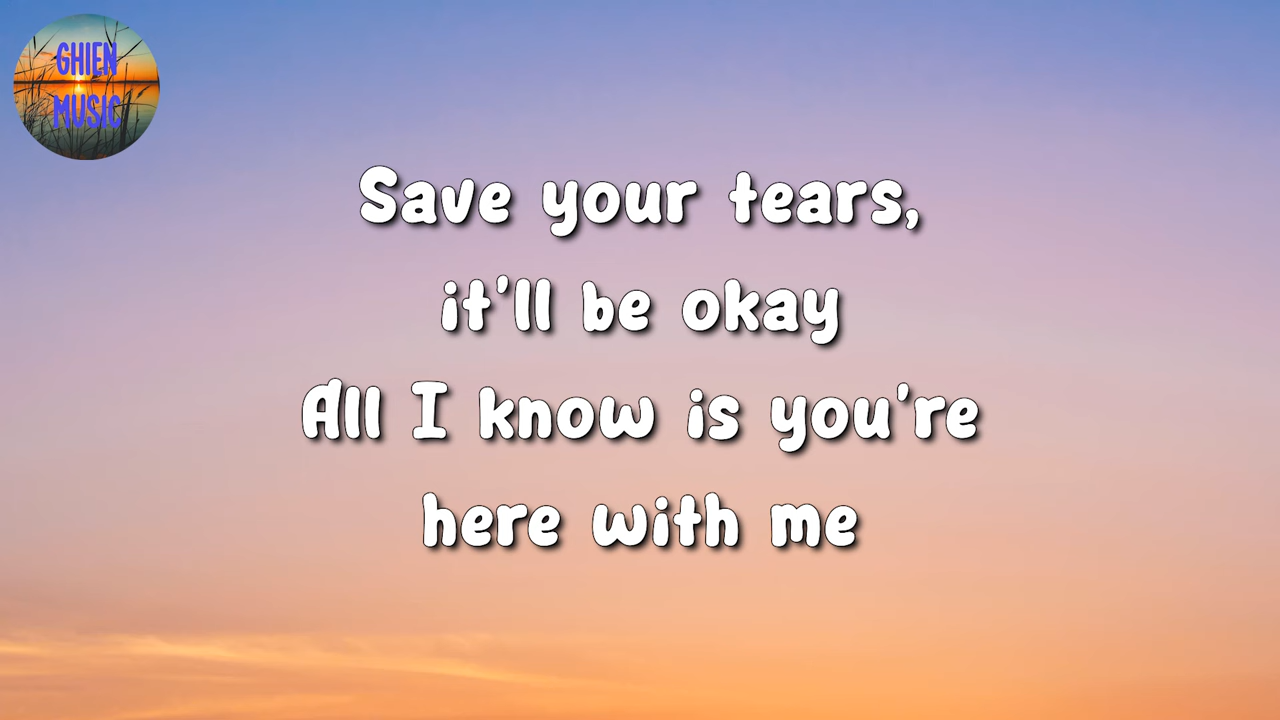 GHIEN
MUSIC
Save your tears,
it'll be okay
All I know is you're
here with me